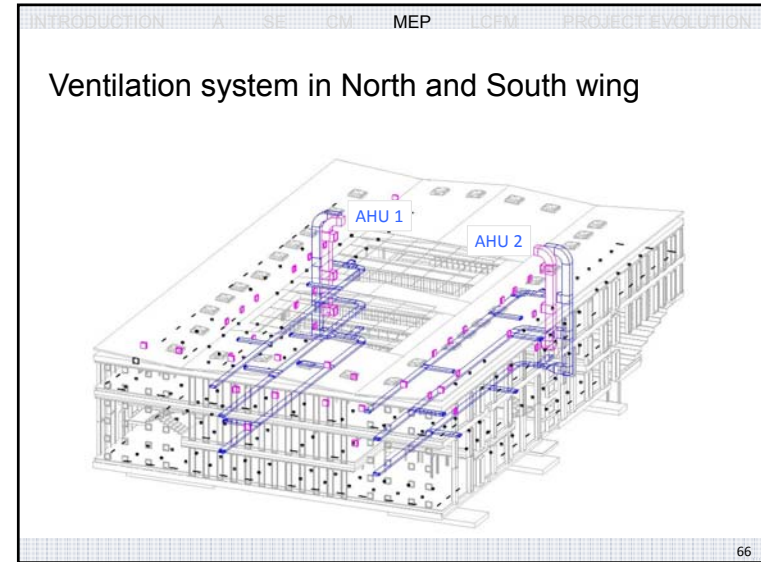 INTRODUCTION A SE CM MEP LCFM PROJECT EVOLUTION
Ventilation system in North and South wing
AHU 1
AHU 2
66